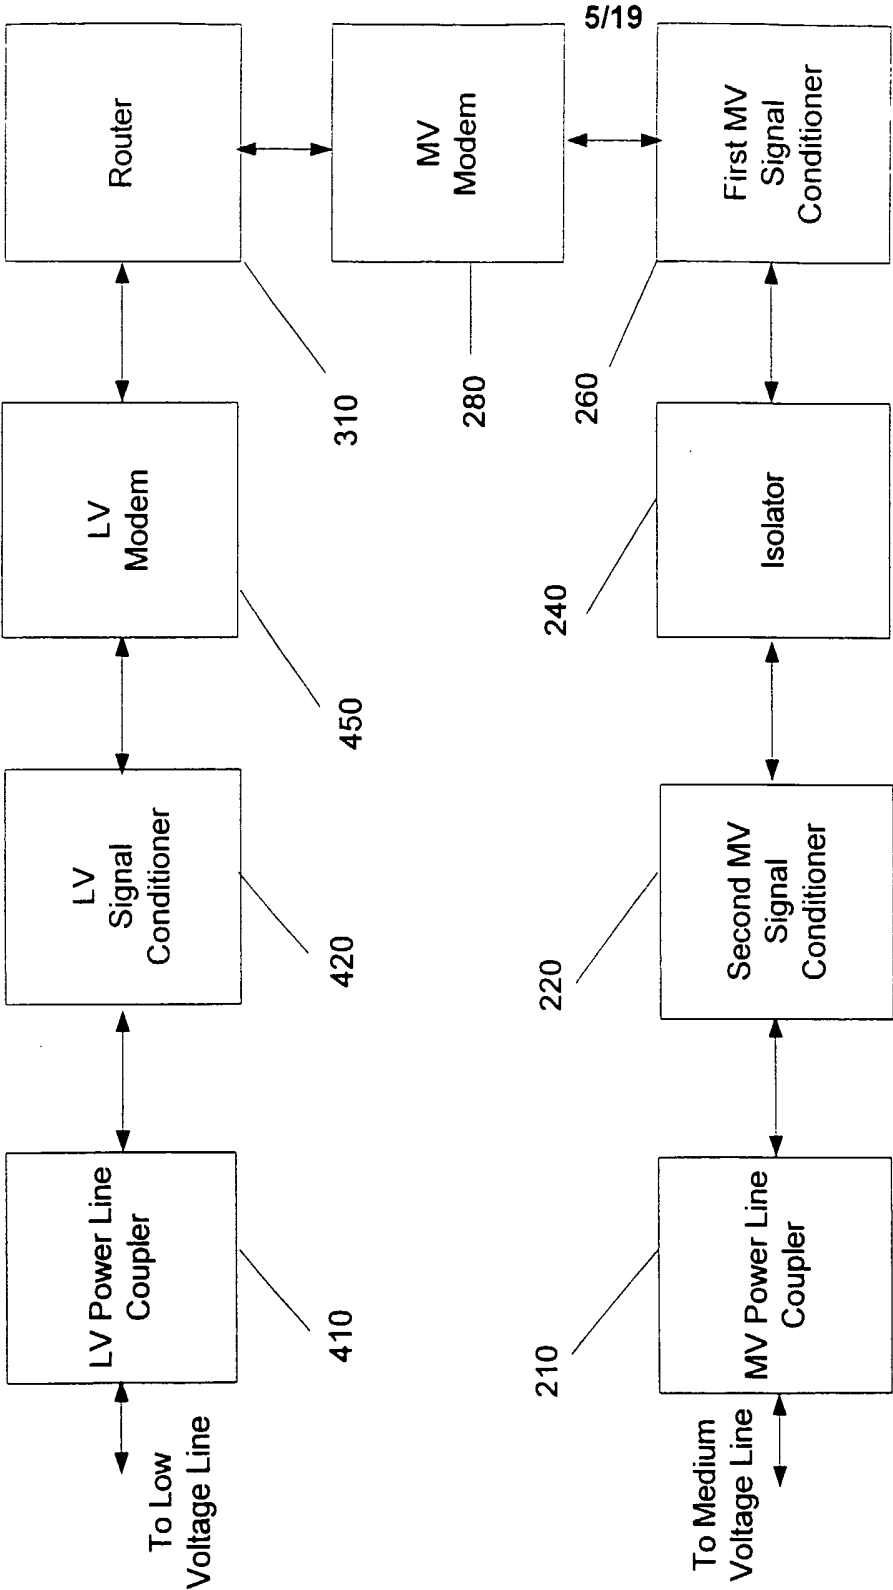 5/19
To Low
Voltage Line
LV Power Line
Coupler
410
LV
Signal
Conditioner
420
LV
Modem
450
Router
310
MV
Modem
280
To Medium
Voltage Line
MV Power Line
Coupler
210
Second MV
Signal
Conditioner
220
Isolator
240
First MV
Signal
Conditioner
260